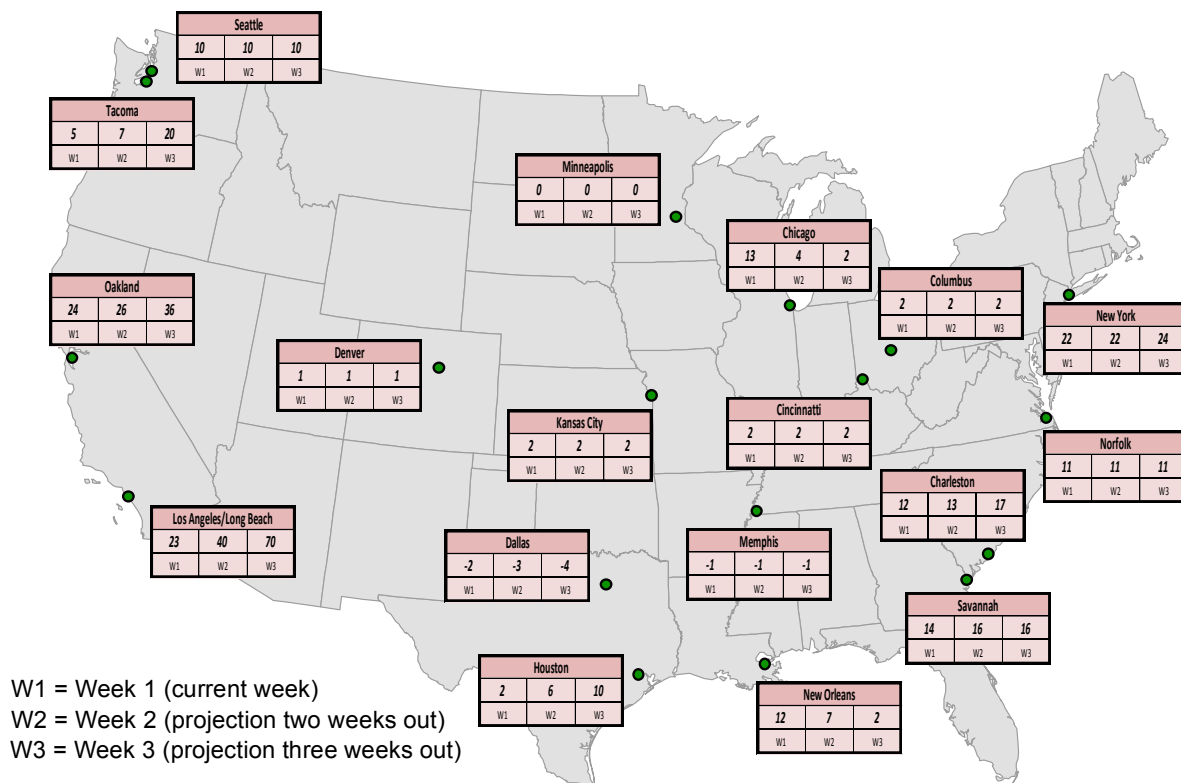 Seattle
10 10 10
W1 W2 W3
Tacoma
5 7 20
W1 W2 W3
Minneapolis
0 0 0
W1 W2 W3
Chicago
13 4 2
W1 W2 W3
Columbus
2 2 2
W1 W2 W3
Oakland
24 26 36
W1 W2 W3
New York
22 22 24
W1 W2 W3
Denver
1 1 1
W1 W2 W3
Kansas City
2 2 2
W1 W2 W3
Cincinnatti
2 2 2
W1 W2 W3
Norfolk
11 11 11
W1 W2 W3
Charleston
12 13 17
W1 W2 W3
Los Angeles/Long Beach
23 40 70
W1 W2 W3
Dallas
-2 -3 -4
W1 W2 W3
Memphis
-1 -1 -1
W1 W2 W3
Savannah
14 16 16
W1 W2 W3
Houston
2 6 10
W1 W2 W3
New Orleans
12 7 2
W1 W2 W3
W1 = Week 1 (current week)
W2 = Week 2 (projection two weeks out)
W3 = Week 3 (projection three weeks out)